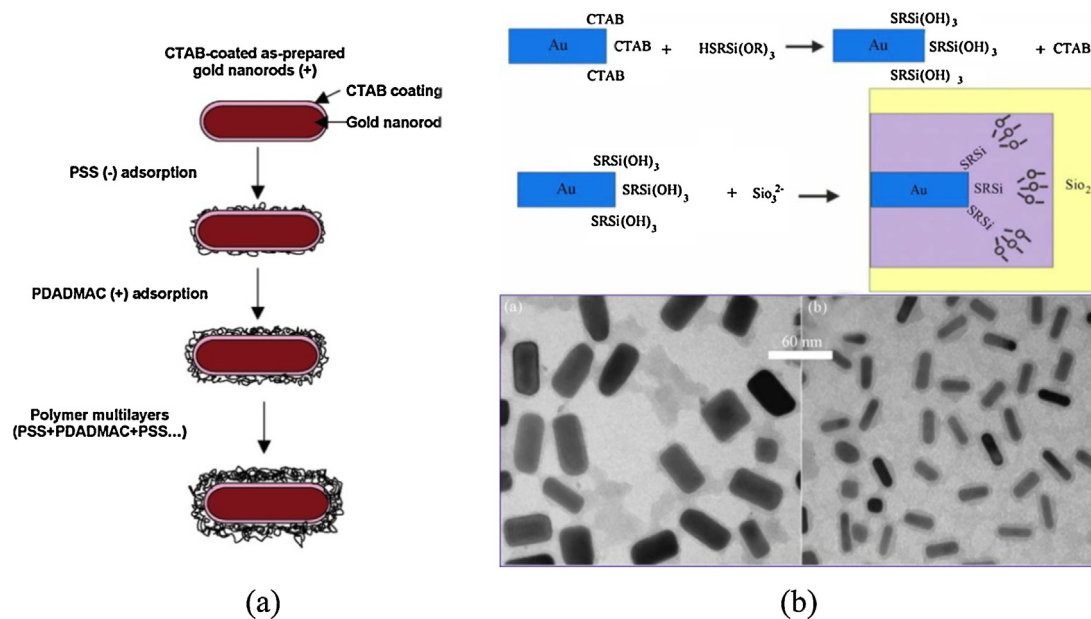 CTAB-coated as-prepared
gold nanorods (+)
CTAB coating
Gold nanorod
PSS (-) adsorption
PDADMAC (+) adsorption
Polymer multilayers
(PSS+PDADMAC+PSS...)
(a)
CTAB
Au CTAB + HSRSi(OR)3
CTAB
SRSi(OH)3
Au SRSi(OH)3 + CTAB
SRSi(OH) 3
SRSi(OH)3
Au SRSi(OH)3 + Sio3 2-
SRSi(OH)3
SRSi
Au SRSi Sio2
SRSi
(a)
(b)
60 nm
(b)